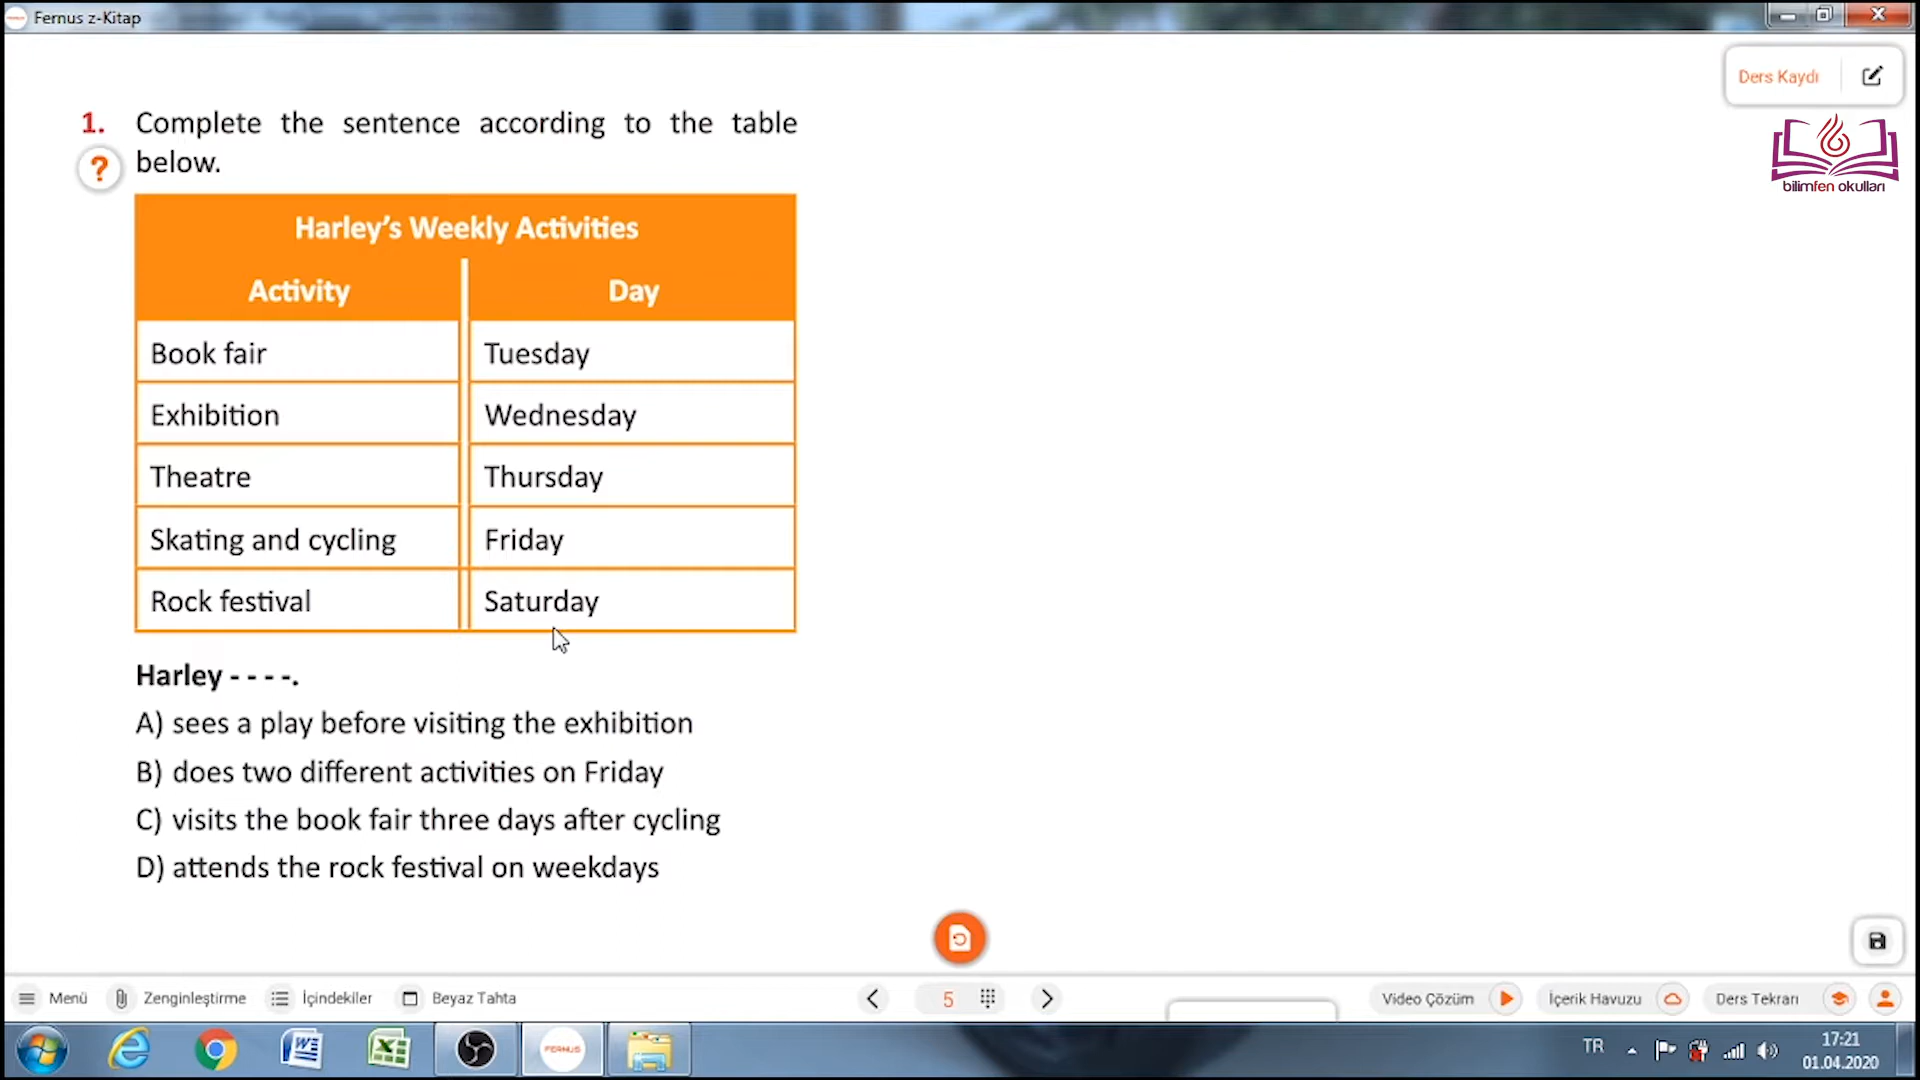 Fernus z-Kitap
Ders Kaydı
bilimfen okulları
1. Complete the sentence according to the table
? below.
Harley's Weekly Activities
Activity Day
Book fair Tuesday
Exhibition Wednesday
Theatre Thursday
Skating and cycling Friday
Rock festival Saturday
Harley - - - -.
A) sees a play before visiting the exhibition
B) does two different activities on Friday
C) visits the book fair three days after cycling
D) attends the rock festival on weekdays
Menü Zenginleştirme İçindekiler Beyaz Tahta 5 Video Çözüm İçerik Havuzu Ders Tekrarı
FERNUS
TR
17:21
01.04.2020